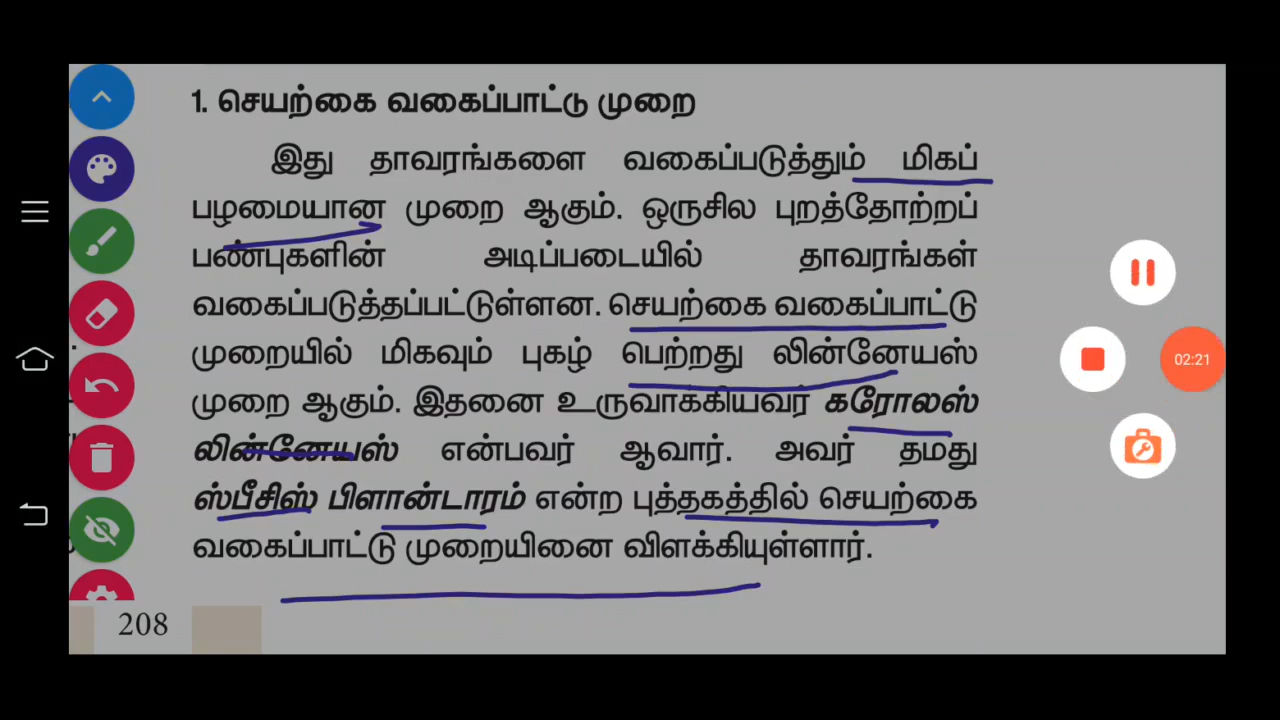 1. செயற்கை வகைப்பாட்டு முறை
இது தாவரங்களை வகைப்படுத்தும் மிகப்
பழமையான முறை ஆகும். ஒருசில புறத்தோற்றப்
பண்புகளின் அடிப்படையில் தாவரங்கள்
வகைப்படுத்தப்பட்டுள்ளன. செயற்கை வகைப்பாட்டு
முறையில் மிகவும் புகழ் பெற்றது லின்னேயஸ்
முறை ஆகும். இதனை உருவாக்கியவர் கரோலஸ்
லின்னேயஸ் என்பவர் ஆவார். அவர் தமது
ஸ்பீசிஸ் பிளான்டாரம் என்ற புத்தகத்தில் செயற்கை
வகைப்பாட்டு முறையினை விளக்கியுள்ளார்.
208
02:21